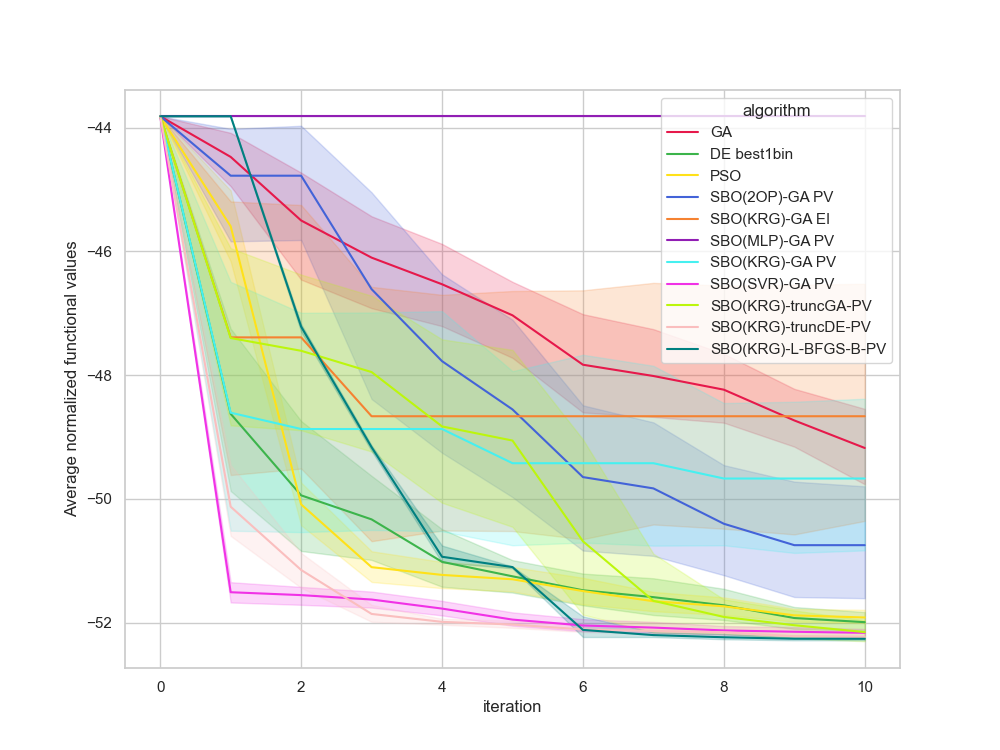 algorithm
GA
DE best1bin
PSO
SBO(2OP)-GA PV
SBO(KRG)-GA EI
SBO(MLP)-GA PV
SBO(KRG)-GA PV
SBO(SVR)-GA PV
SBO(KRG)-truncGA-PV
SBO(KRG)-truncDE-PV
SBO(KRG)-L-BFGS-B-PV
Average normalized functional values
−44
−46
−48
−50
−52
0 2 4 6 8 10
iteration